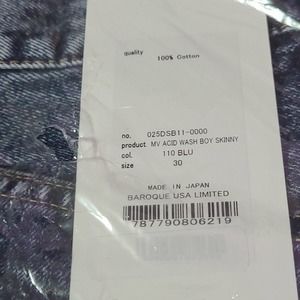 quality 100% Cotton
no. 025DSB11-0000
product MV ACID WASH BOY SKINNY
col. 110 BLU
size 30
MADE IN JAPAN
BAROQUE USA LIMITED
787790806219